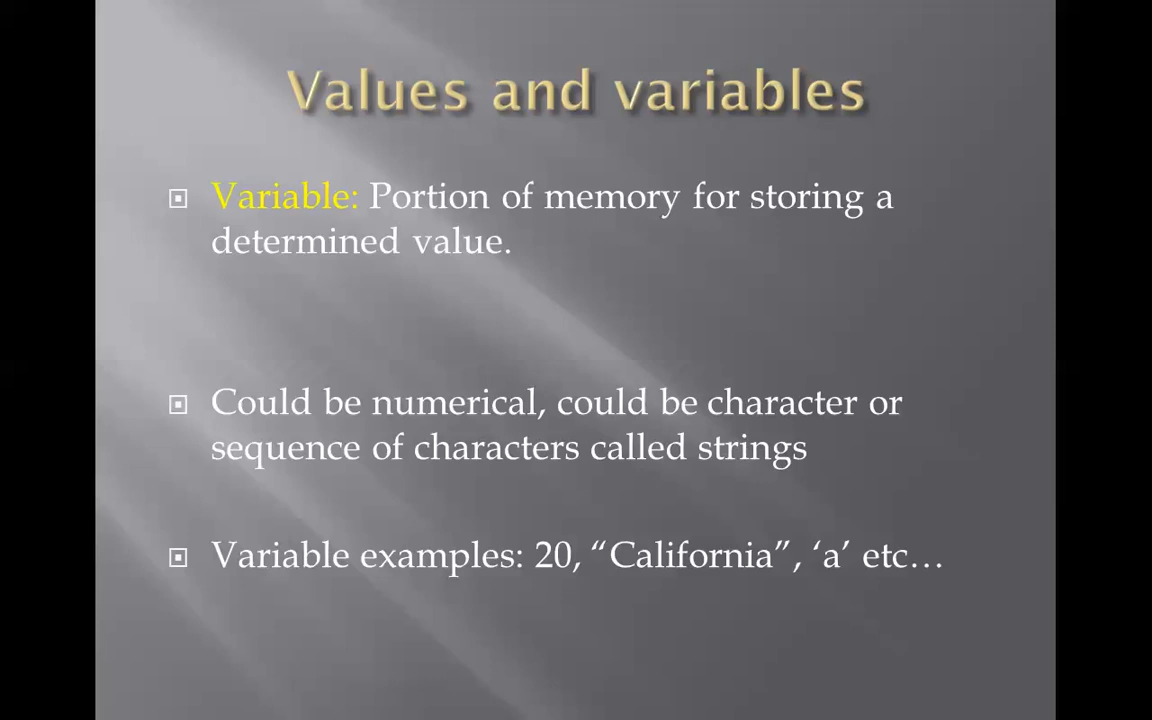 Values and variables
Variable: Portion of memory for storing a
determined value.
Could be numerical, could be character or
sequence of characters called strings
Variable examples: 20, “California”, ‘a’ etc…